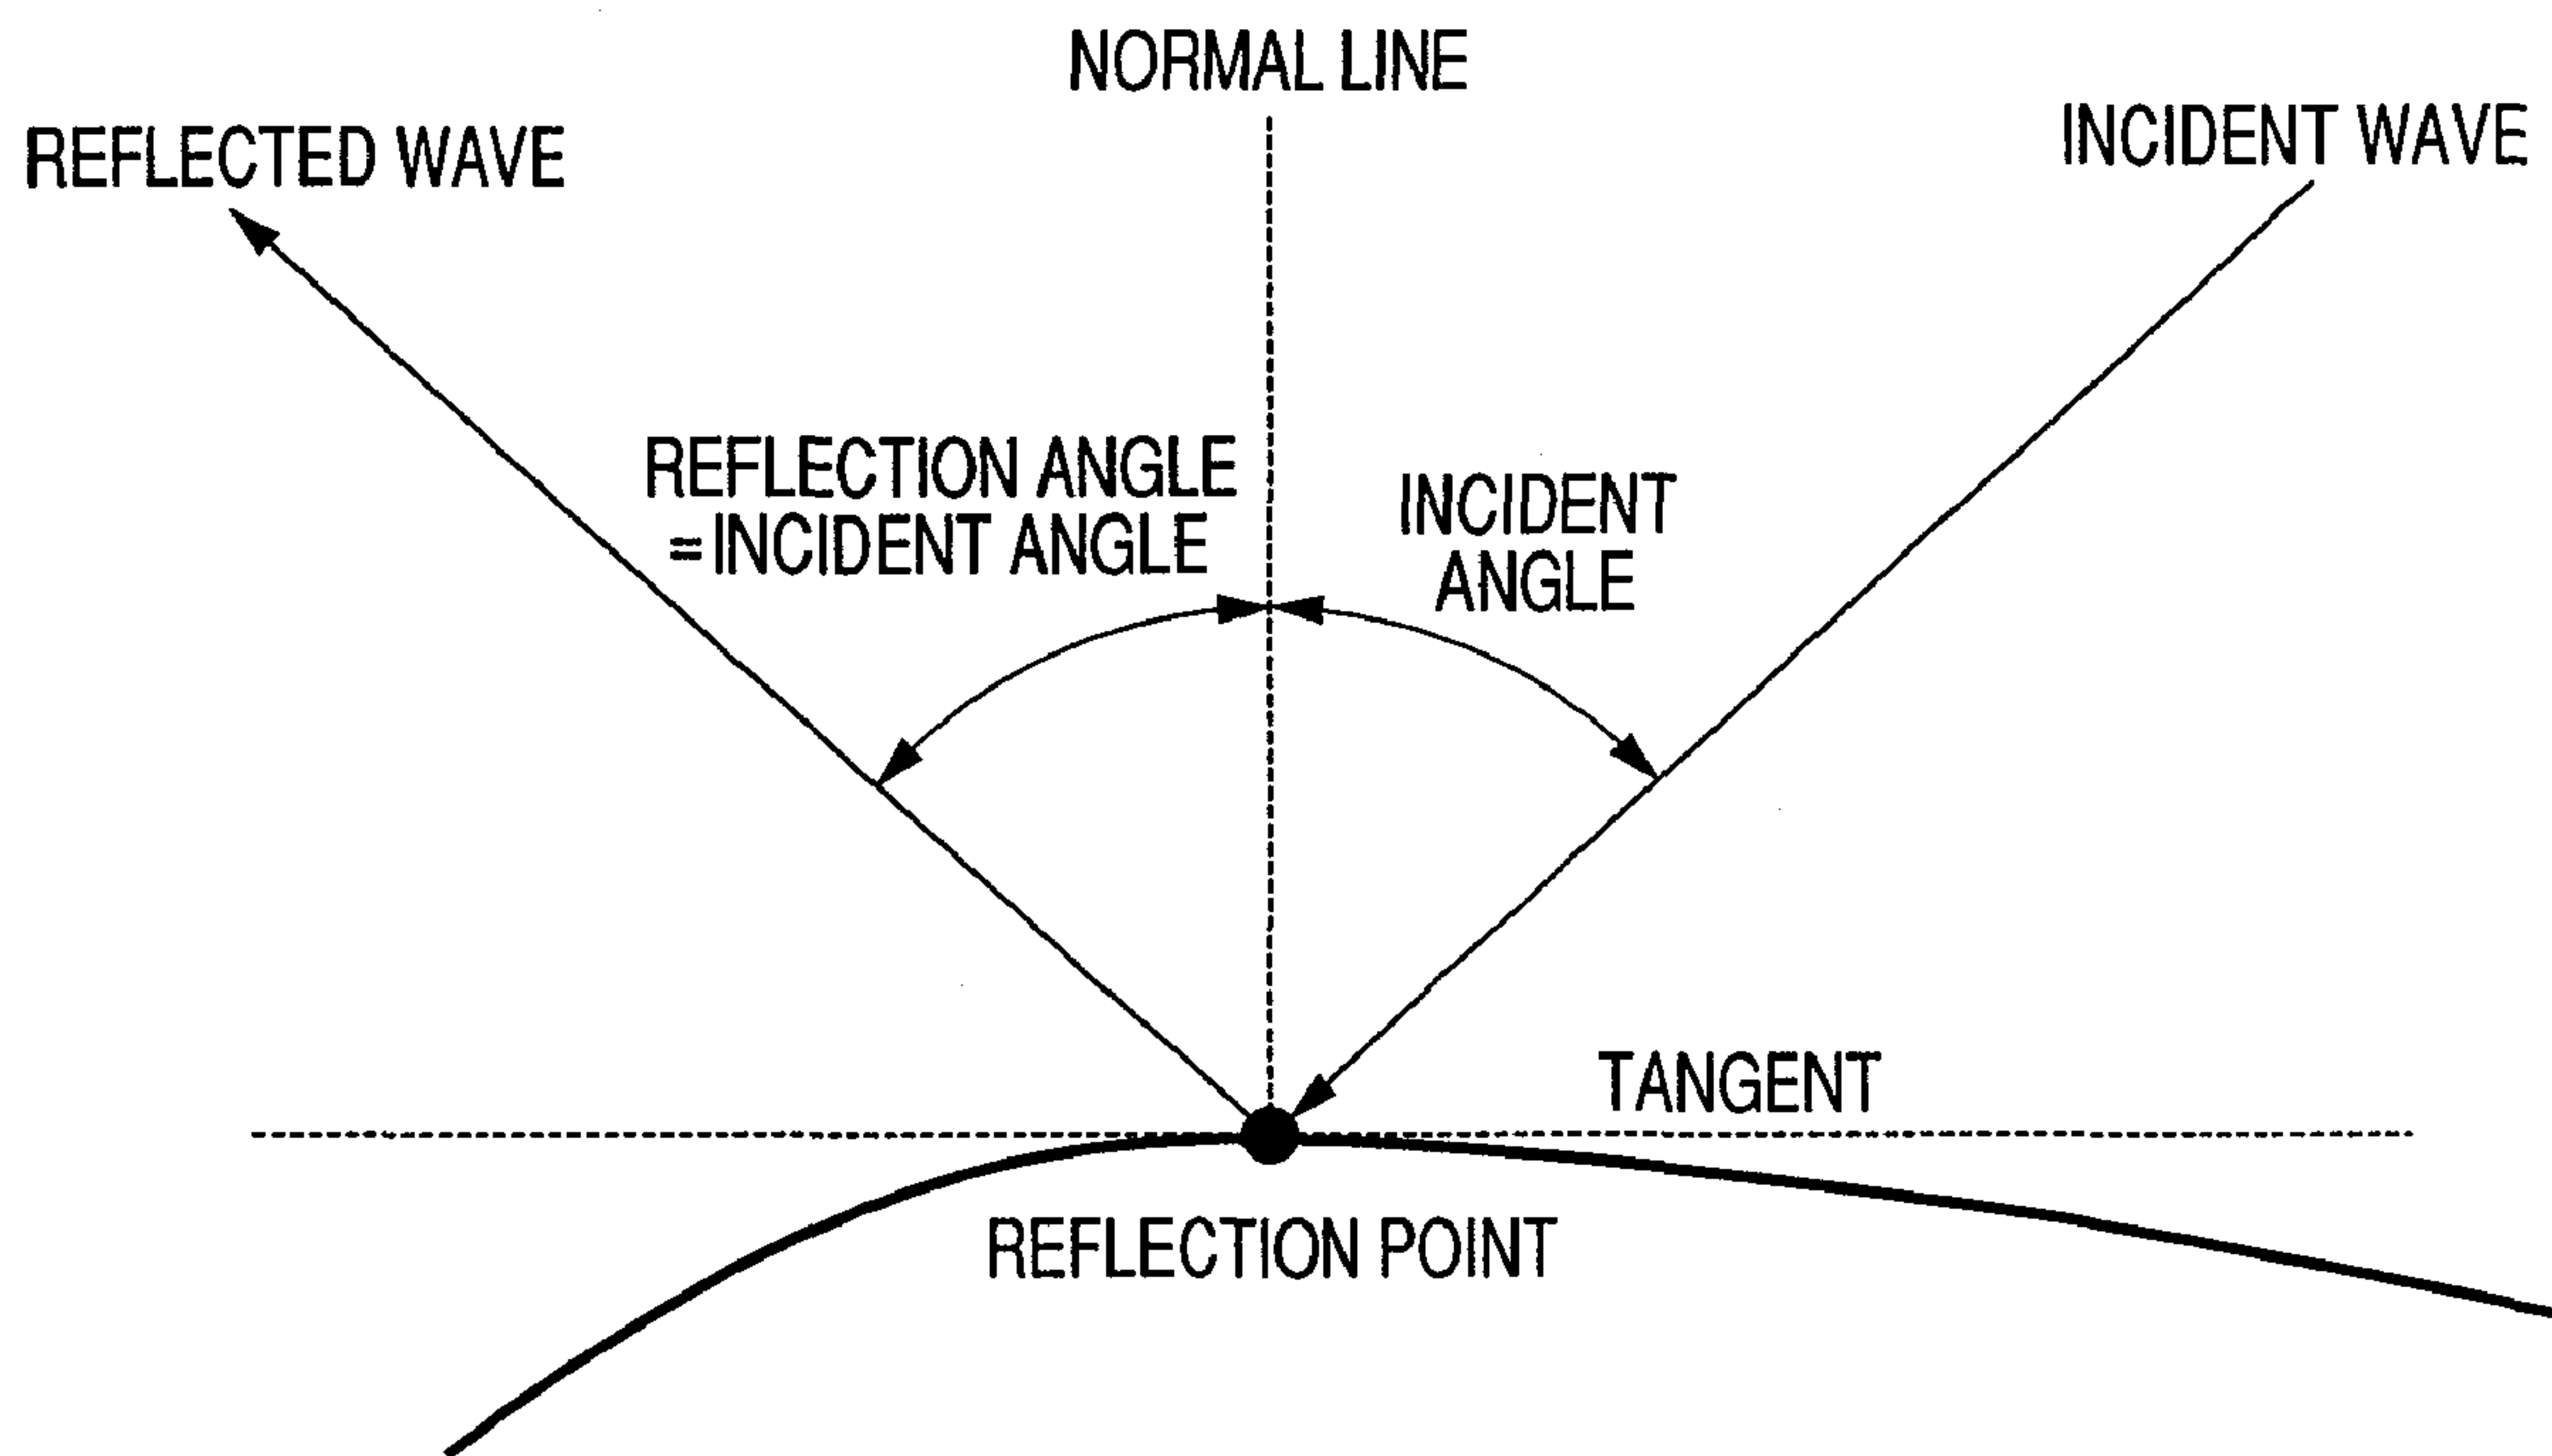 NORMAL LINE
REFLECTED WAVE
INCIDENT WAVE
REFLECTION ANGLE
=INCIDENT ANGLE
INCIDENT
ANGLE
TANGENT
REFLECTION POINT